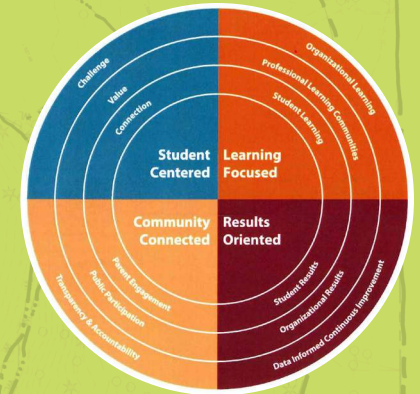 Challenge
Value
Connection
Student
Centered
Organizational Learning
Professional Learning Communities
Student Learning
Learning
Focused
Community
Connected
Parent Engagement
Public Participation
Transparency & Accountability
Results
Oriented
Student Results
Organizational Results
Data Informed Continuous Improvement